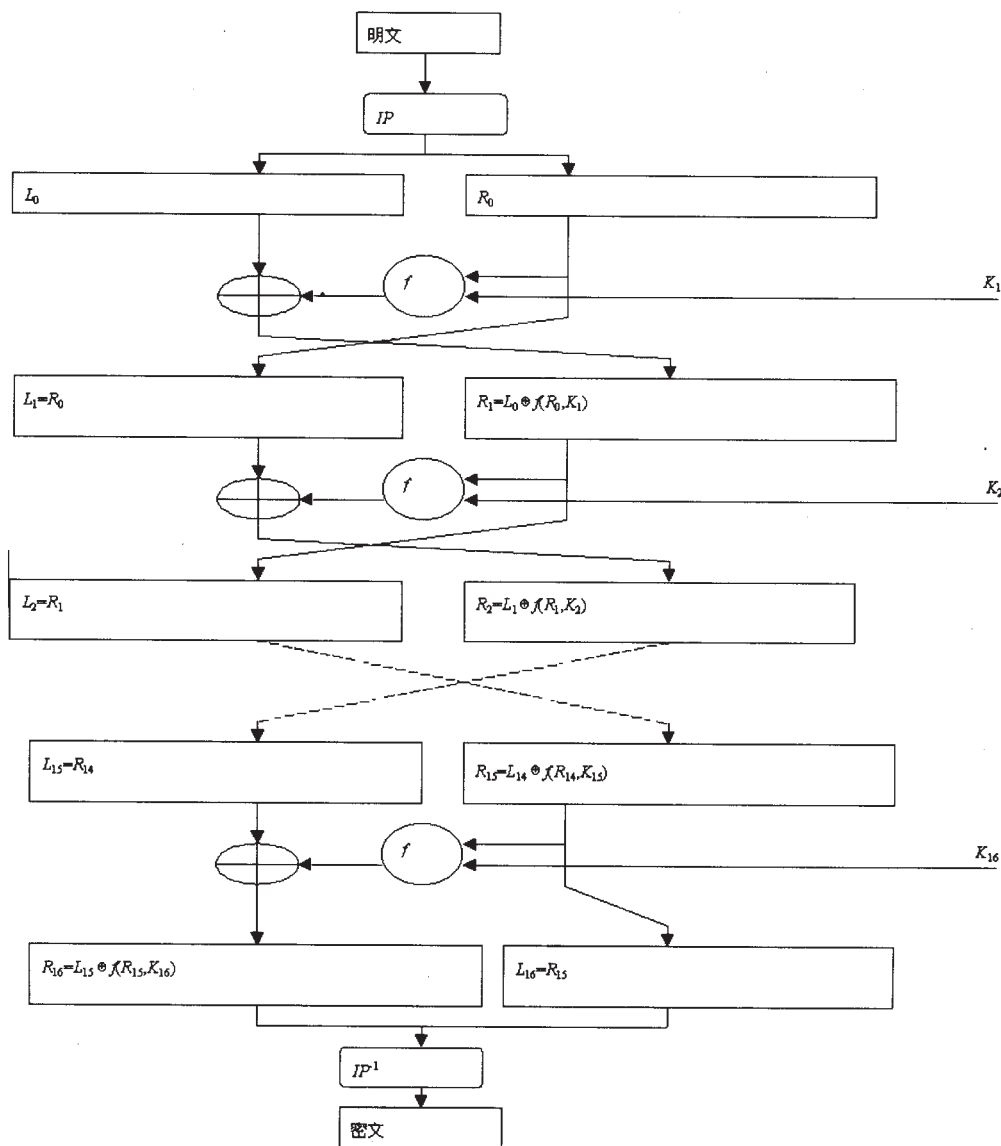 明文
IP
L₀
R₀
f
K₁
L₁=R₀
R₁=L₀⊕f(R₀,K₁)
f
K₂
L₂=R₁
R₂=L₁⊕f(R₁,K₂)
L₁₅=R₁₄
R₁₅=L₁₄⊕f(R₁₄,K₁₅)
f
K₁₆
R₁₆=L₁₅⊕f(R₁₅,K₁₆)
L₁₆=R₁₅
IP⁻¹
密文